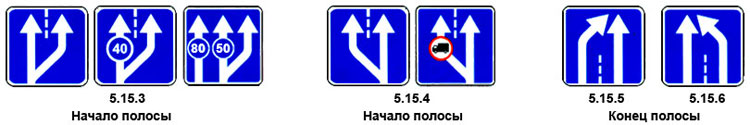 40
80 50
5.15.3
Начало полосы
5.15.4
Начало полосы
5.15.5 5.15.6
Конец полосы